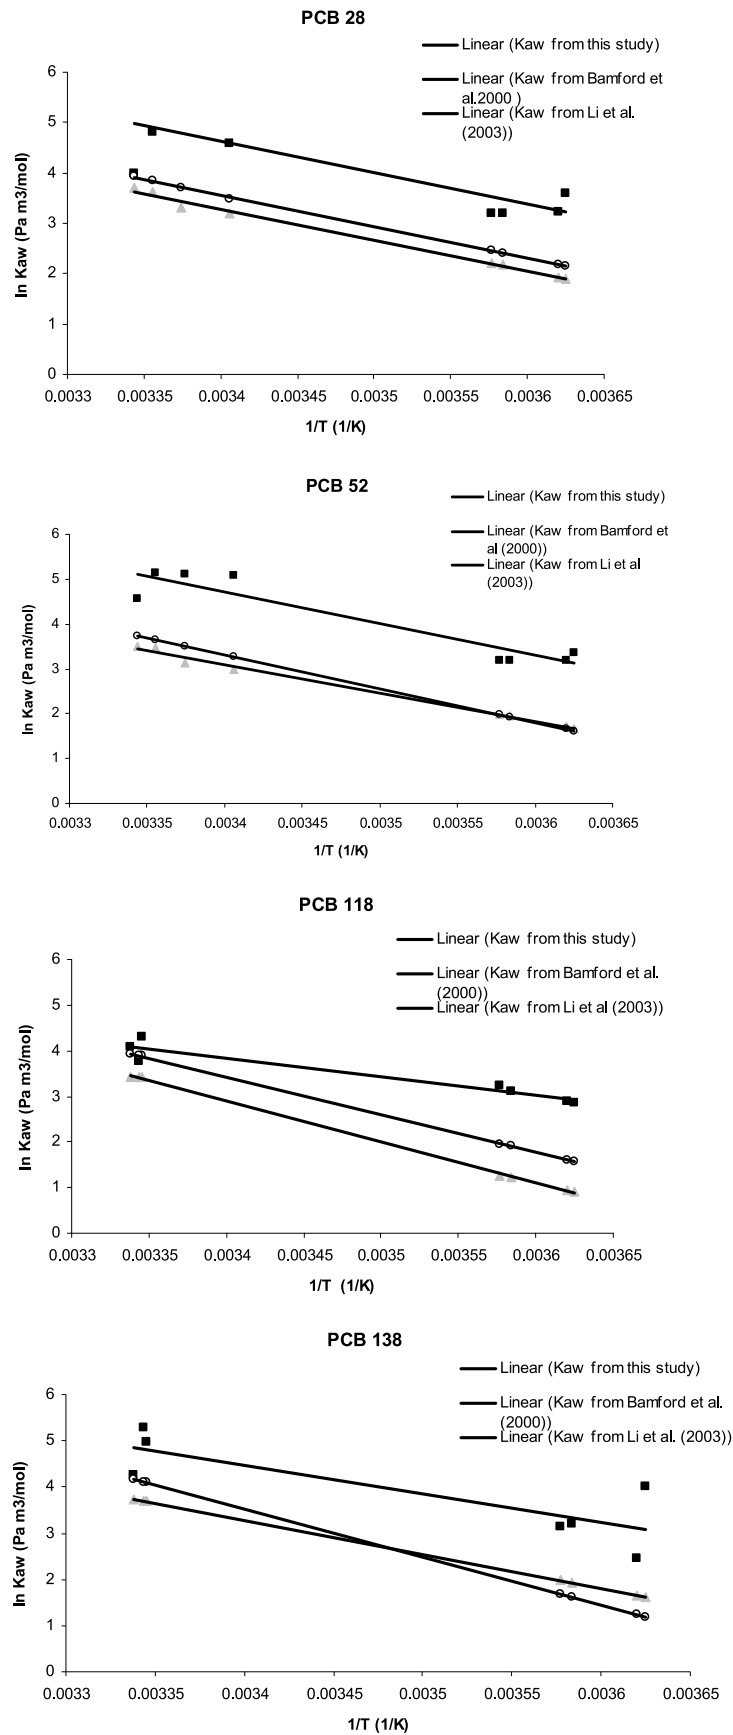 PCB 28
Linear (Kaw from this study)
Linear (Kaw from Bamford et
al.2000 )
Linear (Kaw from Li et al.
(2003))
6
5
4
3
2
1
0
ln Kaw (Pa m3/mol)
0.0033 0.00335 0.0034 0.00345 0.0035 0.00355 0.0036 0.00365
1/T (1/K)
PCB 52
Linear (Kaw from this study)
Linear (Kaw from Bamford et
al (2000))
Linear (Kaw from Li et al
(2003))
6
5
4
3
2
1
0
ln Kaw (Pa m3/mol)
0.0033 0.00335 0.0034 0.00345 0.0035 0.00355 0.0036 0.00365
1/T (1/K)
PCB 118
Linear (Kaw from this study)
Linear (Kaw from Bamford et al.
(2000))
Linear (Kaw from Li et al (2003))
6
5
4
3
2
1
0
ln Kaw (Pa m3/mol)
0.0033 0.00335 0.0034 0.00345 0.0035 0.00355 0.0036 0.00365
1/T (1/K)
PCB 138
Linear (Kaw from this study)
Linear (Kaw from Bamford et al.
(2000))
Linear (Kaw from Li et al. (2003))
6
5
4
3
2
1
0
ln Kaw (Pa m3/mol)
0.0033 0.00335 0.0034 0.00345 0.0035 0.00355 0.0036 0.00365
1/T (1/K)